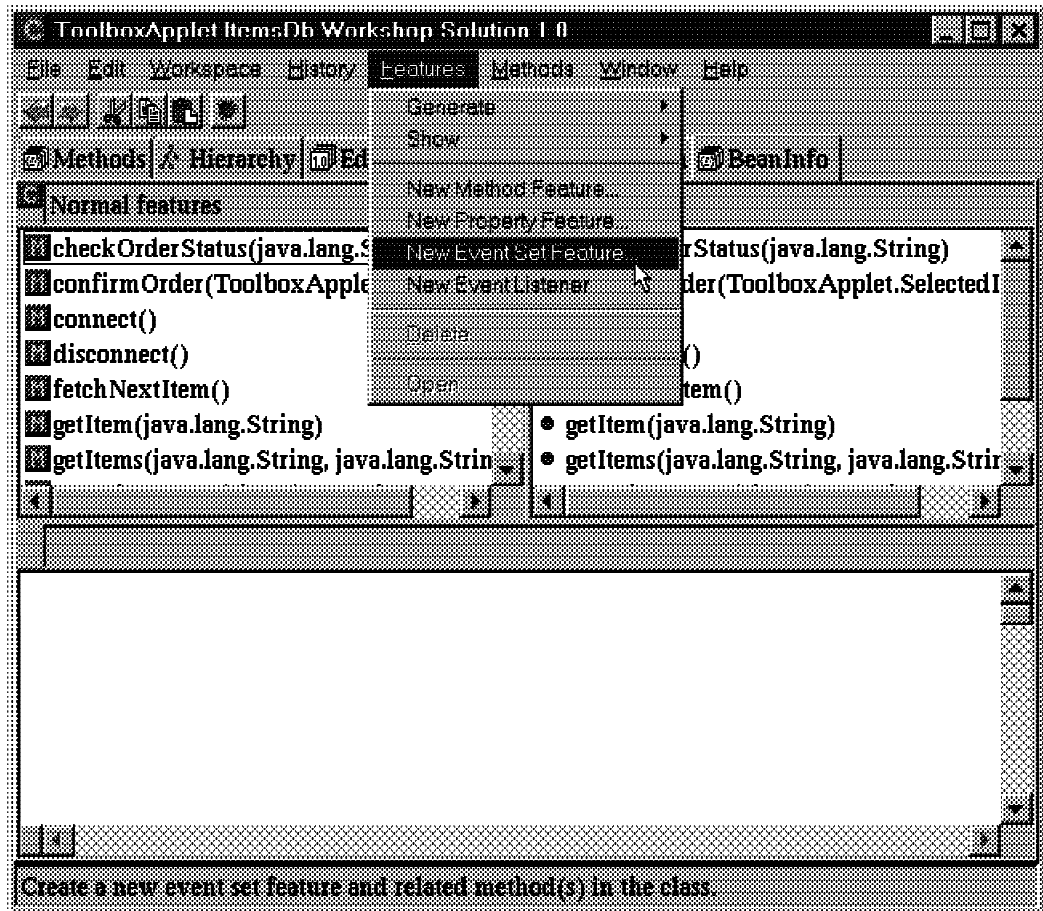 ToolboxApplet ItemsDb Workshop Solution 1.0
File Edit Workspace History Features Methods Window Help
Generate
Show
Methods Hierarchy Ed BeanInfo
New Method Feature...
Normal features
New Property Feature...
checkOrderStatus(java.lang.S rStatus(java.lang.String)
New Event Set Feature...
confirmOrder(ToolboxApple der(ToolboxApplet.SelectedI
New Event Listener
connect()
Delete
disconnect() ()
Open
fetchNextItem() tem()
getItem(java.lang.String) getItem(java.lang.String)
getItems(java.lang.String, java.lang.Strin getItems(java.lang.String, java.lang.Strir
Create a new event set feature and related method(s) in the class.